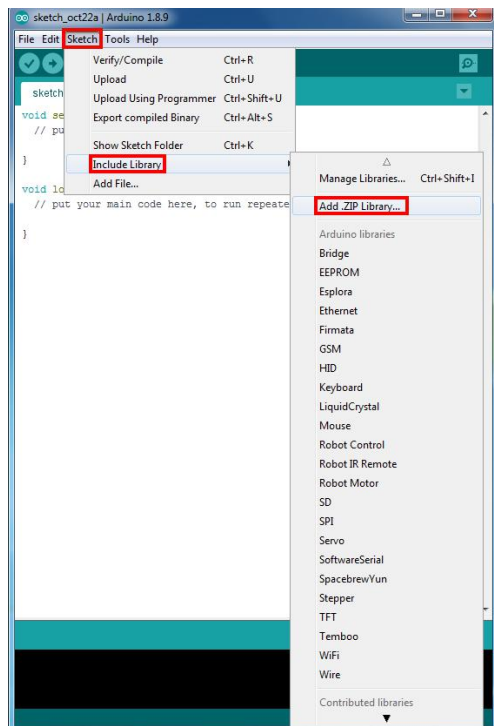 sketch_oct22a | Arduino 1.8.9
File Edit Sketch Tools Help
Verify/Compile Ctrl+R
Upload Ctrl+U
Upload Using Programmer Ctrl+Shift+U
Export compiled Binary Ctrl+Alt+S
Show Sketch Folder Ctrl+K
Include Library
Add File...
sketch
void se
// pu
}
void lo
// put your main code here, to run repeate
}
Manage Libraries... Ctrl+Shift+I
Add .ZIP Library...
Arduino libraries
Bridge
EEPROM
Esplora
Ethernet
Firmata
GSM
HID
Keyboard
LiquidCrystal
Mouse
Robot Control
Robot IR Remote
Robot Motor
SD
SPI
Servo
SoftwareSerial
SpacebrewYun
Stepper
TFT
Temboo
WiFi
Wire
Contributed libraries